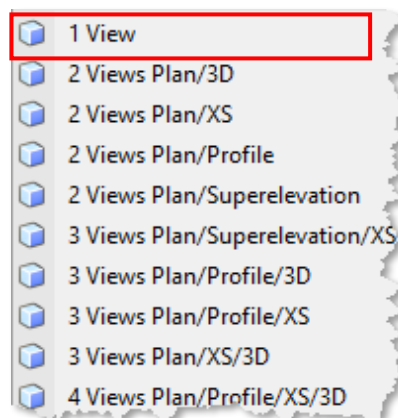 1 View
2 Views Plan/3D
2 Views Plan/XS
2 Views Plan/Profile
2 Views Plan/Superelevation
3 Views Plan/Superelevation/XS
3 Views Plan/Profile/3D
3 Views Plan/Profile/XS
3 Views Plan/XS/3D
4 Views Plan/Profile/XS/3D